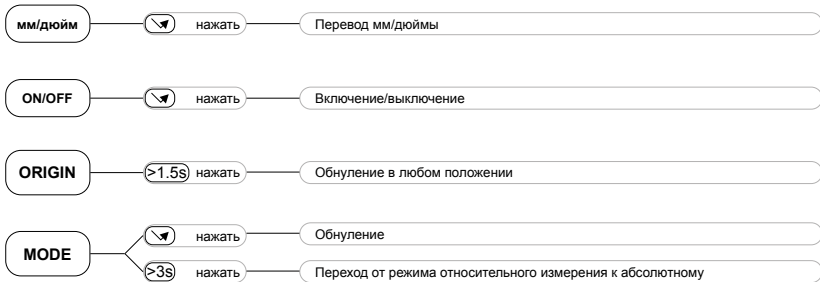 мм/дюйм нажать Перевод мм/дюймы
ON/OFF нажать Включение/выключение
ORIGIN >1.5s нажать Обнуление в любом положении
MODE нажать Обнуление
>3s нажать Переход от режима относительного измерения к абсолютному